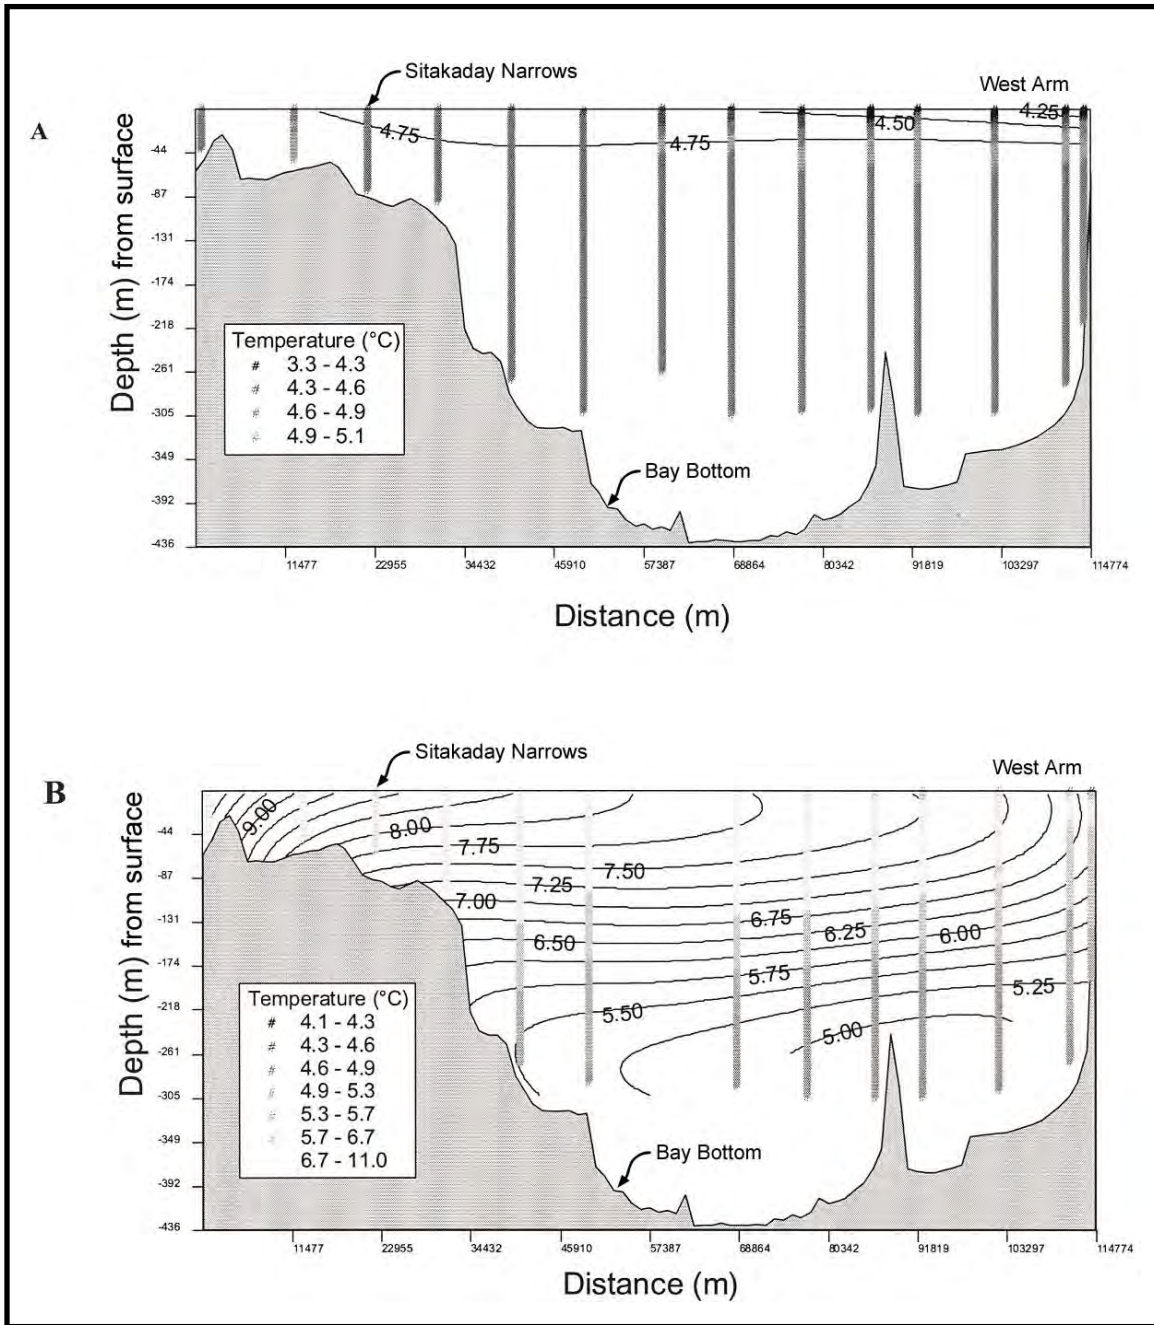 Sitakaday Narrows
West Arm
A
4.25
4.50
4.75
4.75
-44
-87
-131
-174
-218
-261
-305
-349
-392
-436
Depth (m) from surface
Temperature (°C)
# 3.3 - 4.3
# 4.3 - 4.6
# 4.6 - 4.9
# 4.9 - 5.1
Bay Bottom
11477 22955 34432 45910 57387 68864 80342 91819 103297 114774
Distance (m)
Sitakaday Narrows
West Arm
B
9.00
8.00
7.75
7.50
7.25
7.00
6.75
6.50
6.25
6.00
5.75
5.50
5.25
5.00
-44
-87
-131
-174
-218
-261
-305
-349
-392
-436
Depth (m) from surface
Temperature (°C)
# 4.1 - 4.3
# 4.3 - 4.6
# 4.6 - 4.9
# 4.9 - 5.3
# 5.3 - 5.7
# 5.7 - 6.7
6.7 - 11.0
Bay Bottom
11477 22955 34432 45910 57387 68864 80342 91819 103297 114774
Distance (m)